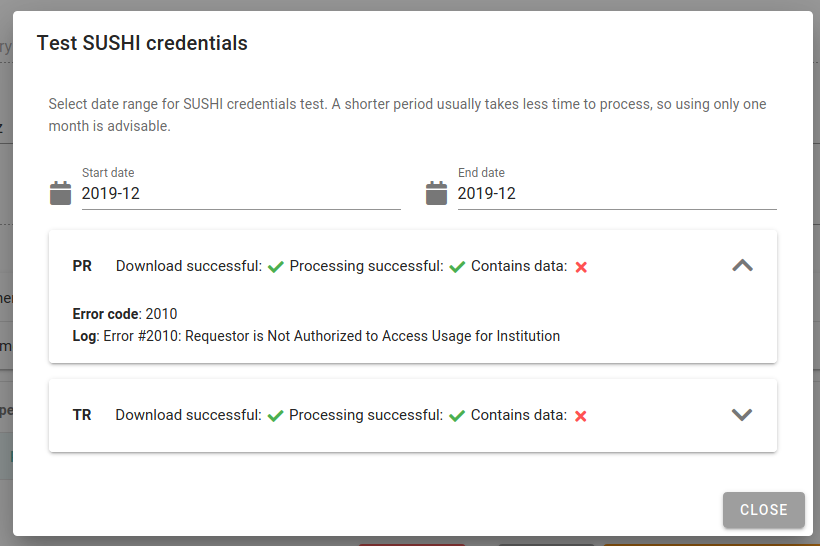 Test SUSHI credentials
Select date range for SUSHI credentials test. A shorter period usually takes less time to process, so using only one
month is advisable.
Start date
2019-12
End date
2019-12
PR Download successful: Processing successful: Contains data:
Error code: 2010
Log: Error #2010: Requestor is Not Authorized to Access Usage for Institution
TR Download successful: Processing successful: Contains data:
CLOSE